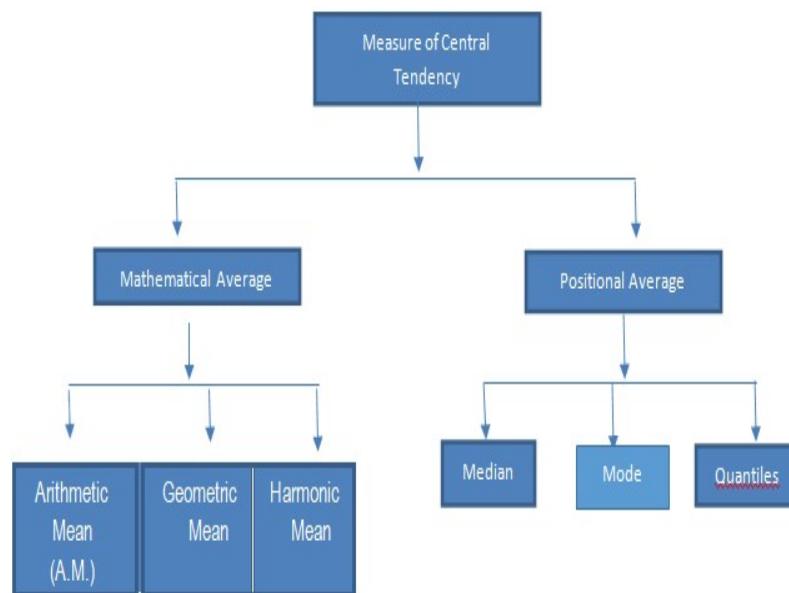 Measure of Central
Tendency
Mathematical Average
Positional Average
Arithmetic
Mean
(A.M.)
Geometric
Mean
Harmonic
Mean
Median
Mode
Quantiles